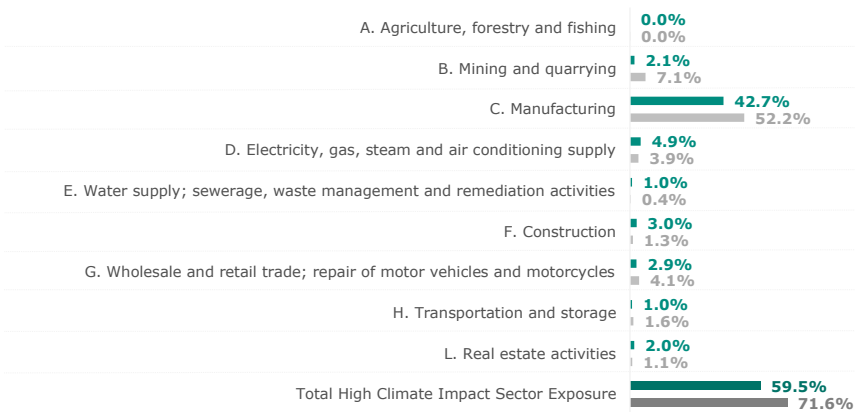 A. Agriculture, forestry and fishing
0.0%
0.0%
B. Mining and quarrying
2.1%
7.1%
C. Manufacturing
42.7%
52.2%
D. Electricity, gas, steam and air conditioning supply
4.9%
3.9%
E. Water supply; sewerage, waste management and remediation activities
1.0%
0.4%
F. Construction
3.0%
1.3%
G. Wholesale and retail trade; repair of motor vehicles and motorcycles
2.9%
4.1%
H. Transportation and storage
1.0%
1.6%
L. Real estate activities
2.0%
1.1%
Total High Climate Impact Sector Exposure
59.5%
71.6%